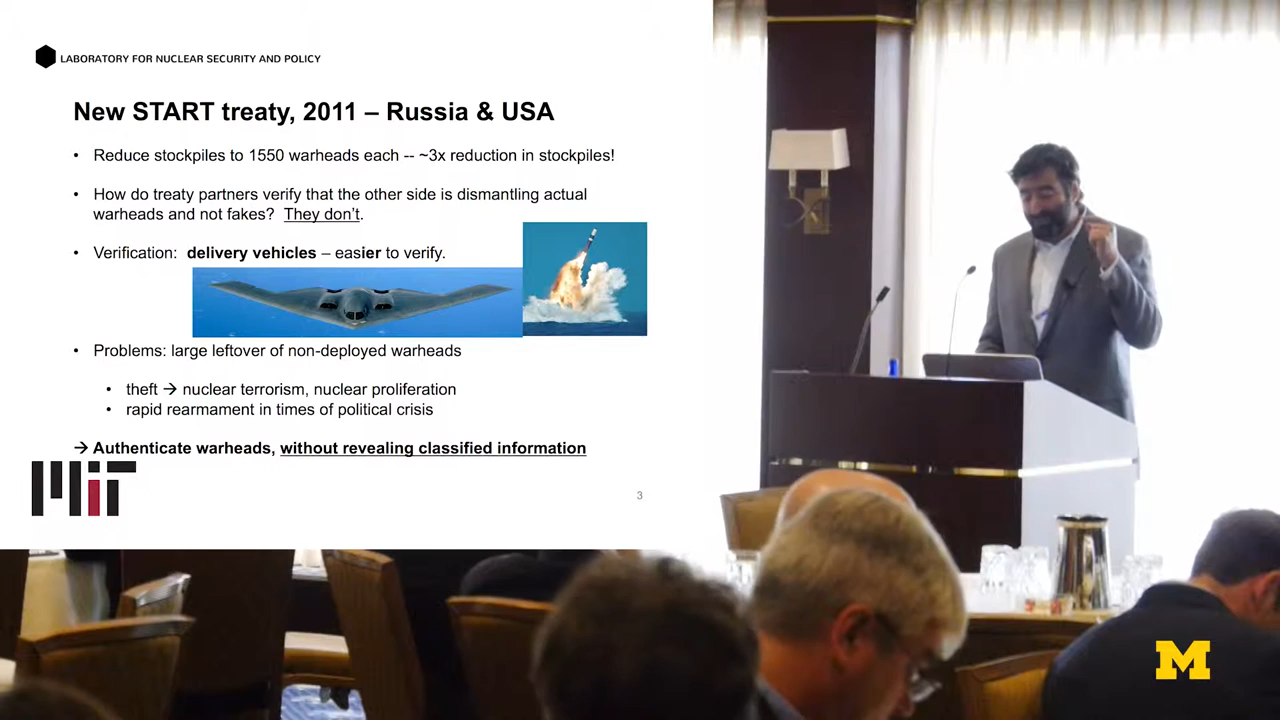 LABORATORY FOR NUCLEAR SECURITY AND POLICY
New START treaty, 2011 – Russia & USA
• Reduce stockpiles to 1550 warheads each -- ~3x reduction in stockpiles!
• How do treaty partners verify that the other side is dismantling actual
warheads and not fakes? They don't.
• Verification: delivery vehicles – easier to verify.
• Problems: large leftover of non-deployed warheads
• theft → nuclear terrorism, nuclear proliferation
• rapid rearmament in times of political crisis
→ Authenticate warheads, without revealing classified information
MIT
3
M